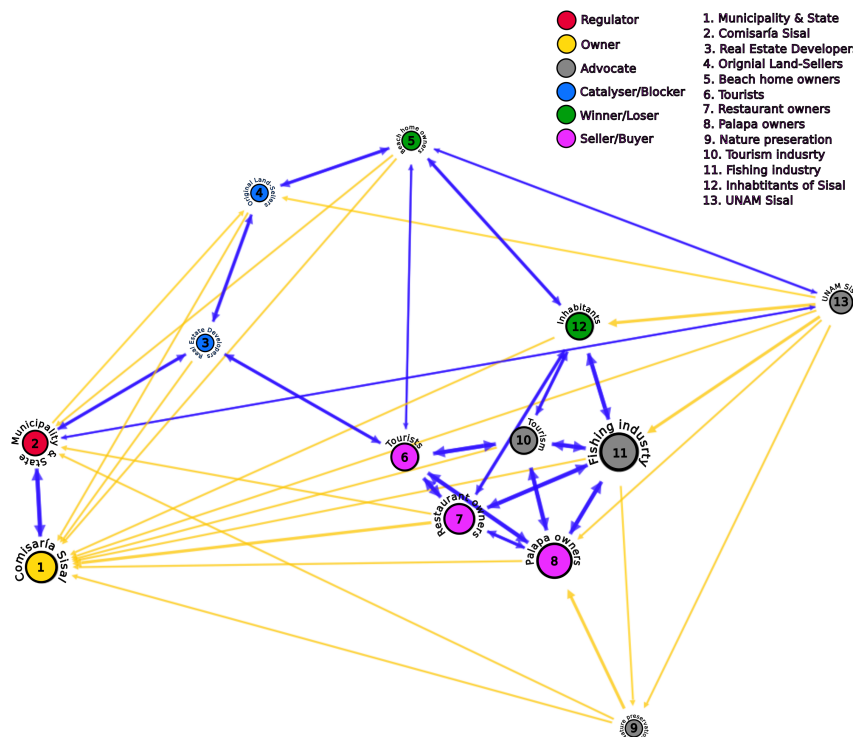 Regulator
Owner
Advocate
Catalyser/Blocker
Winner/Loser
Seller/Buyer
1. Municipality & State
2. Comisaría Sisal
3. Real Estate Developers
4. Orignial Land-Sellers
5. Beach home owners
6. Tourists
7. Restaurant owners
8. Palapa owners
9. Nature preseration
10. Tourism indusrty
11. Fishing industry
12. Inhabtitants of Sisal
13. UNAM Sisal
Beach home owners
5
Original Land-Sellers
4
UNAM Sisal
13
Inhabitants
12
Real Estate Developers
3
Municipality & State
2
Tourists
6
Tourism
10
Fishing indusrty
11
Restaurant owners
7
Palapa owners
8
Comisaría Sisal
1
9